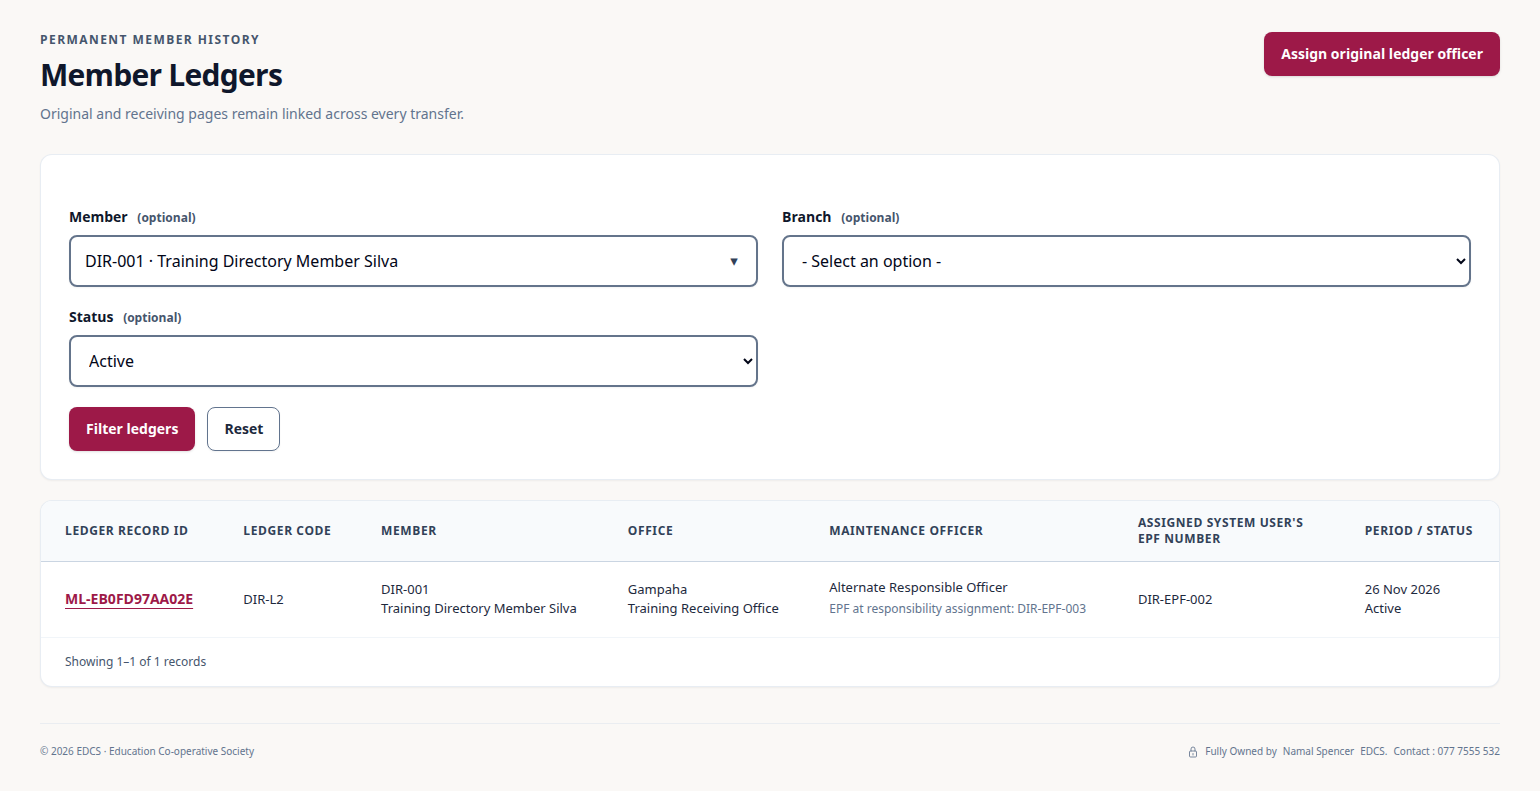 PERMANENT MEMBER HISTORY
Member Ledgers
Original and receiving pages remain linked across every transfer.
Assign original ledger officer
Member (optional)
DIR-001 · Training Directory Member Silva ▼
Branch (optional)
- Select an option -
Status (optional)
Active
Filter ledgers
Reset
LEDGER RECORD ID
LEDGER CODE
MEMBER
OFFICE
MAINTENANCE OFFICER
ASSIGNED SYSTEM USER'S
EPF NUMBER
PERIOD / STATUS
ML-EB0FD97AA02E
DIR-L2
DIR-001
Training Directory Member Silva
Gampaha
Training Receiving Office
Alternate Responsible Officer
EPF at responsibility assignment: DIR-EPF-003
DIR-EPF-002
26 Nov 2026
Active
Showing 1–1 of 1 records
© 2026 EDCS · Education Co-operative Society
Fully Owned by Namal Spencer EDCS. Contact : 077 7555 532